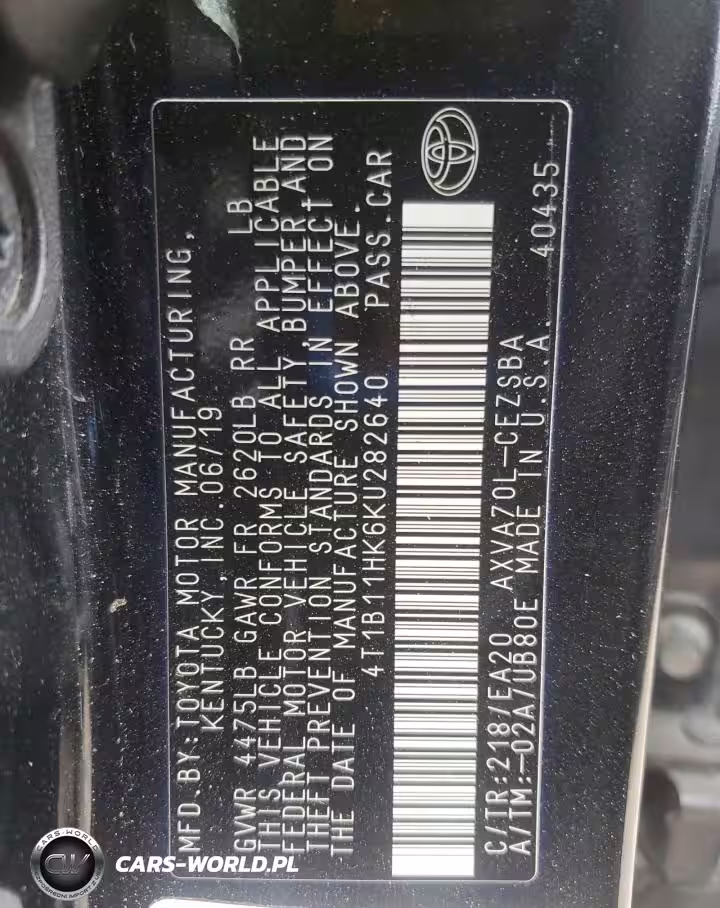 MFD.BY:TOYOTA MOTOR MANUFACTURING,
KENTUCKY, INC.06/19
GVWR 4475LB GAWR FR 2620LB RR LB
THIS VEHICLE CONFORMS TO ALL APPLICABLE
FEDERAL MOTOR VEHICLE SAFETY, BUMPER,AND
THEFT PREVENTION STANDARDS IN EFFECT ON
THE DATE OF MANUFACTURE SHOWN ABOVE.
4T1B11HK6KU282640 PASS.CAR
C/TR:218/EA20 AXVA70L-CEZSBA
A/TM:-02A/UB80E MADE IN U.S.A.
40435
CARS-WORLD.PL